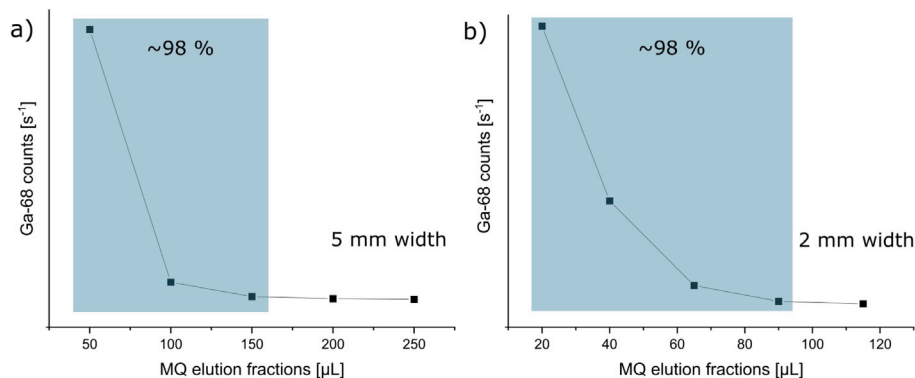 a)
~98 %
Ga-68 counts [s⁻¹]
5 mm width
50 100 150 200 250
MQ elution fractions [µL]
b)
~98 %
Ga-68 counts [s⁻¹]
2 mm width
20 40 60 80 100 120
MQ elution fractions [µL]